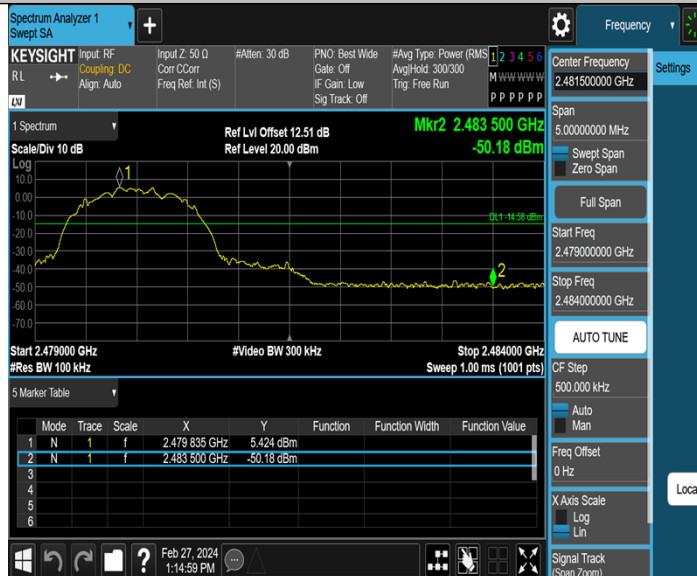 Spectrum Analyzer 1
Swept SA
+
Frequency
KEYSIGHT
Input: RF
Coupling: DC
Align: Auto
RL
LXI
Input Z: 50 Ω
Corr CCorr
Freq Ref: Int (S)
#Atten: 30 dB
PNO: Best Wide
Gate: Off
IF Gain: Low
Sig Track: Off
#Avg Type: Power (RMS
Avg|Hold: 300/300
Trig: Free Run
1 2 3 4 5 6
M W W W W W
P P P P P P
Center Frequency
2.481500000 GHz
Settings
Span
5.00000000 MHz
Swept Span
Zero Span
Full Span
Start Freq
2.479000000 GHz
Stop Freq
2.484000000 GHz
AUTO TUNE
CF Step
500.000 kHz
Auto
Man
Freq Offset
0 Hz
X Axis Scale
Log
Lin
Signal Track
(Span Zoom)
Loca
1 Spectrum
Scale/Div 10 dB
Ref Lvl Offset 12.51 dB
Ref Level 20.00 dBm
Mkr2 2.483 500 GHz
-50.18 dBm
Log
10.0
0.00
-10.0
-20.0
-30.0
-40.0
-50.0
-60.0
-70.0
1
DL1 -14.58 dBm
2
Start 2.479000 GHz
#Res BW 100 kHz
#Video BW 300 kHz
Stop 2.484000 GHz
Sweep 1.00 ms (1001 pts)
5 Marker Table
Mode Trace Scale X Y Function Function Width Function Value
1 N 1 f 2.479 835 GHz 5.424 dBm
2 N 1 f 2.483 500 GHz -50.18 dBm
3
4
5
6
?
Feb 27, 2024
1:14:59 PM